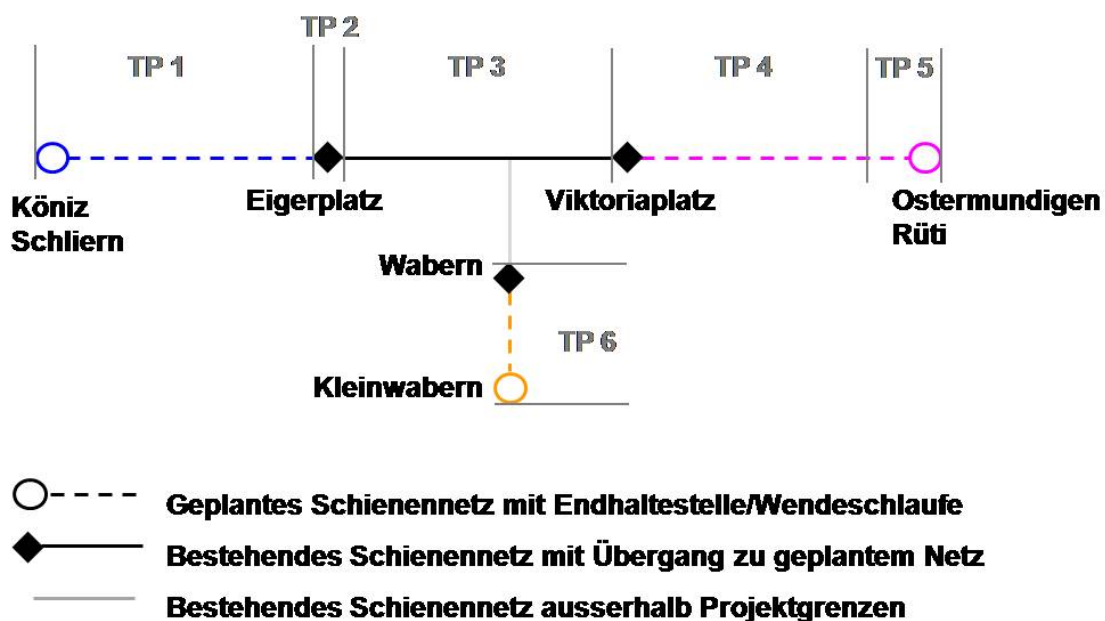 TP 2
TP 1
TP 3
TP 4
TP 5
Köniz
Schliern
Eigerplatz
Viktoriaplatz
Ostermundigen
Rüti
Wabern
TP 6
Kleinwabern
Geplantes Schienennetz mit Endhaltestelle/Wendeschlaufe
Bestehendes Schienennetz mit Übergang zu geplantem Netz
Bestehendes Schienennetz ausserhalb Projektgrenzen